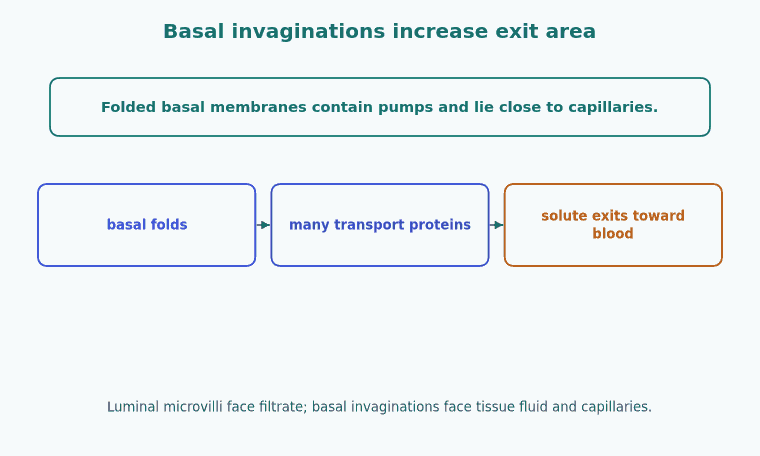 Basal invaginations increase exit area
Folded basal membranes contain pumps and lie close to capillaries.
basal folds
many transport proteins
solute exits toward
blood
Luminal microvilli face filtrate; basal invaginations face tissue fluid and capillaries.